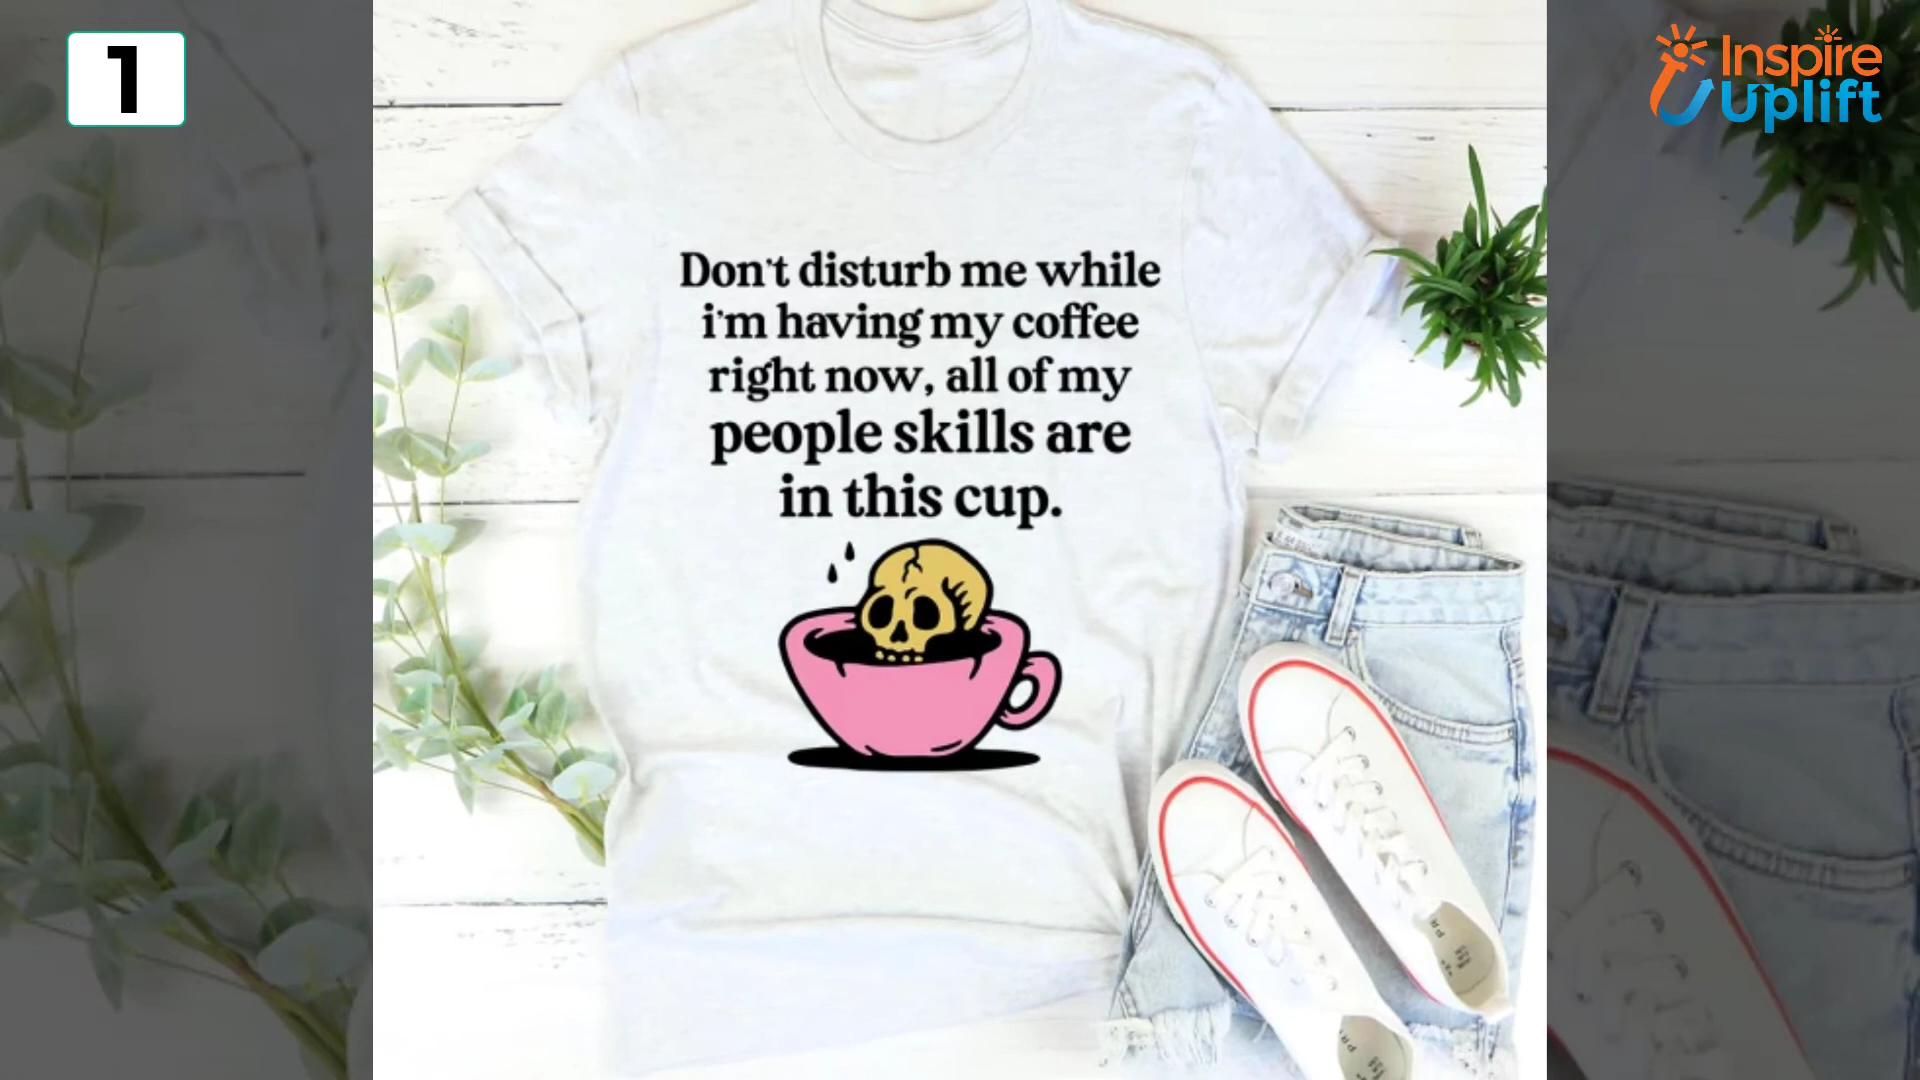 1
Inspire
Uplift
Don't disturb me while
i'm having my coffee
right now, all of my
people skills are
in this cup.